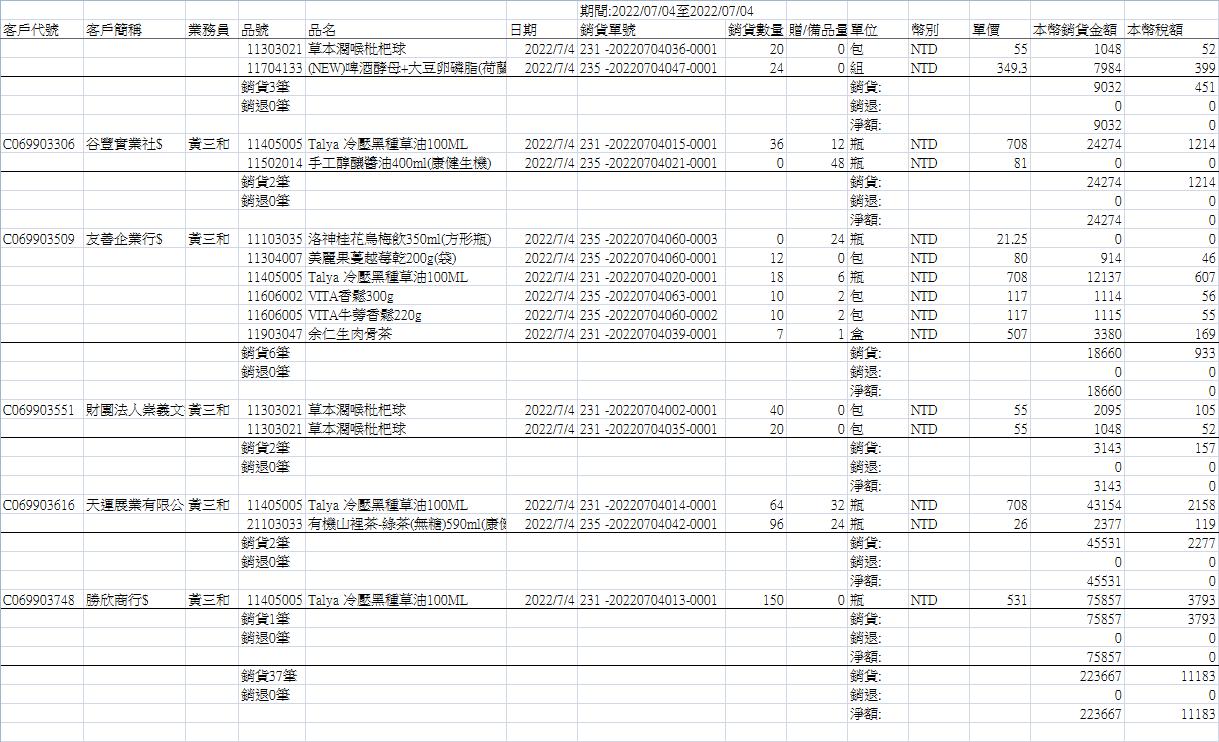 期間:2022/07/04至2022/07/04
客戶代號 客戶簡稱 業務員 品號 品名 日期 銷貨單號 銷貨數量 贈/備品量 單位 幣別 單價 本幣銷貨金額 本幣稅額
11303021 草本潤喉枇杷球 2022/7/4 231 -20220704036-0001 20 0 包 NTD 55 1048 52
11704133 (NEW)啤酒酵母+大豆卵磷脂(荷蘭 2022/7/4 235 -20220704047-0001 24 0 組 NTD 349.3 7984 399
銷貨3筆 銷貨: 9032 451
銷退0筆 銷退: 0 0
淨額: 9032 0
C069903306 谷豐實業社$ 黃三和 11405005 Talya 冷壓黑種草油100ML 2022/7/4 231 -20220704015-0001 36 12 瓶 NTD 708 24274 1214
11502014 手工醇釀醬油400ml(康健生機) 2022/7/4 235 -20220704021-0001 0 48 瓶 NTD 81 0 0
銷貨2筆 銷貨: 24274 1214
銷退0筆 銷退: 0 0
淨額: 24274 0
C069903509 友善企業行$ 黃三和 11103035 洛神桂花烏梅飲350ml(方形瓶) 2022/7/4 235 -20220704060-0003 0 24 瓶 NTD 21.25 0 0
11304007 美麗果蔓越莓乾200g(袋) 2022/7/4 235 -20220704060-0001 12 0 包 NTD 80 914 46
11405005 Talya 冷壓黑種草油100ML 2022/7/4 231 -20220704020-0001 18 6 瓶 NTD 708 12137 607
11606002 VITA香鬆300g 2022/7/4 235 -20220704063-0001 10 2 包 NTD 117 1114 56
11606005 VITA牛蒡香鬆220g 2022/7/4 235 -20220704060-0002 10 2 包 NTD 117 1115 55
11903047 余仁生肉骨茶 2022/7/4 231 -20220704039-0001 7 1 盒 NTD 507 3380 169
銷貨6筆 銷貨: 18660 933
銷退0筆 銷退: 0 0
淨額: 18660 0
C069903551 財團法人崇義文 黃三和 11303021 草本潤喉枇杷球 2022/7/4 231 -20220704002-0001 40 0 包 NTD 55 2095 105
11303021 草本潤喉枇杷球 2022/7/4 231 -20220704035-0001 20 0 包 NTD 55 1048 52
銷貨2筆 銷貨: 3143 157
銷退0筆 銷退: 0 0
淨額: 3143 0
C069903616 天運展業有限公 黃三和 11405005 Talya 冷壓黑種草油100ML 2022/7/4 231 -20220704014-0001 64 32 瓶 NTD 708 43154 2158
21103033 有機山裡茶-綠茶(無糖)590ml(康健 2022/7/4 235 -20220704042-0001 96 24 瓶 NTD 26 2377 119
銷貨2筆 銷貨: 45531 2277
銷退0筆 銷退: 0 0
淨額: 45531 0
C069903748 勝欣商行$ 黃三和 11405005 Talya 冷壓黑種草油100ML 2022/7/4 231 -20220704013-0001 150 0 瓶 NTD 531 75857 3793
銷貨1筆 銷貨: 75857 3793
銷退0筆 銷退: 0 0
淨額: 75857 0
銷貨37筆 銷貨: 223667 11183
銷退0筆 銷退: 0 0
淨額: 223667 11183